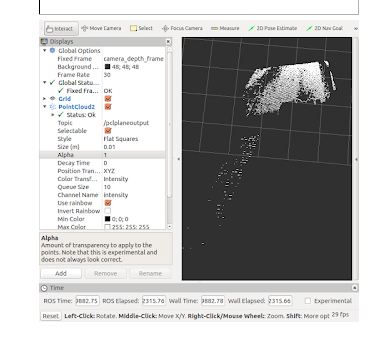 Interact Move Camera Select Focus Camera Measure 2D Pose Estimate 2D Nav Goal »
Displays
Global Options
Fixed Frame camera_depth_frame
Background ... 48; 48; 48
Frame Rate 30
Global Statu...
Fixed Fra... OK
Grid
PointCloud2
Status: Ok
Topic /pclplaneoutput
Selectable
Style Flat Squares
Size (m) 0.01
Alpha 1
Decay Time 0
Position Tran... XYZ
Color Transf... Intensity
Queue Size 10
Channel Name intensity
Use rainbow
Invert Rainbow
Min Color 0; 0; 0
Max Color 255; 255; 255
Alpha
Amount of transparency to apply to the
points. Note that this is experimental and
does not always look correct.
Add Remove Rename
Time
ROS Time: 9882.75 ROS Elapsed: 2315.76 Wall Time: 9882.78 Wall Elapsed: 2315.66 Experimental
Reset Left-Click: Rotate. Middle-Click: Move X/Y. Right-Click/Mouse Wheel: Zoom. Shift: More opt 29 fps